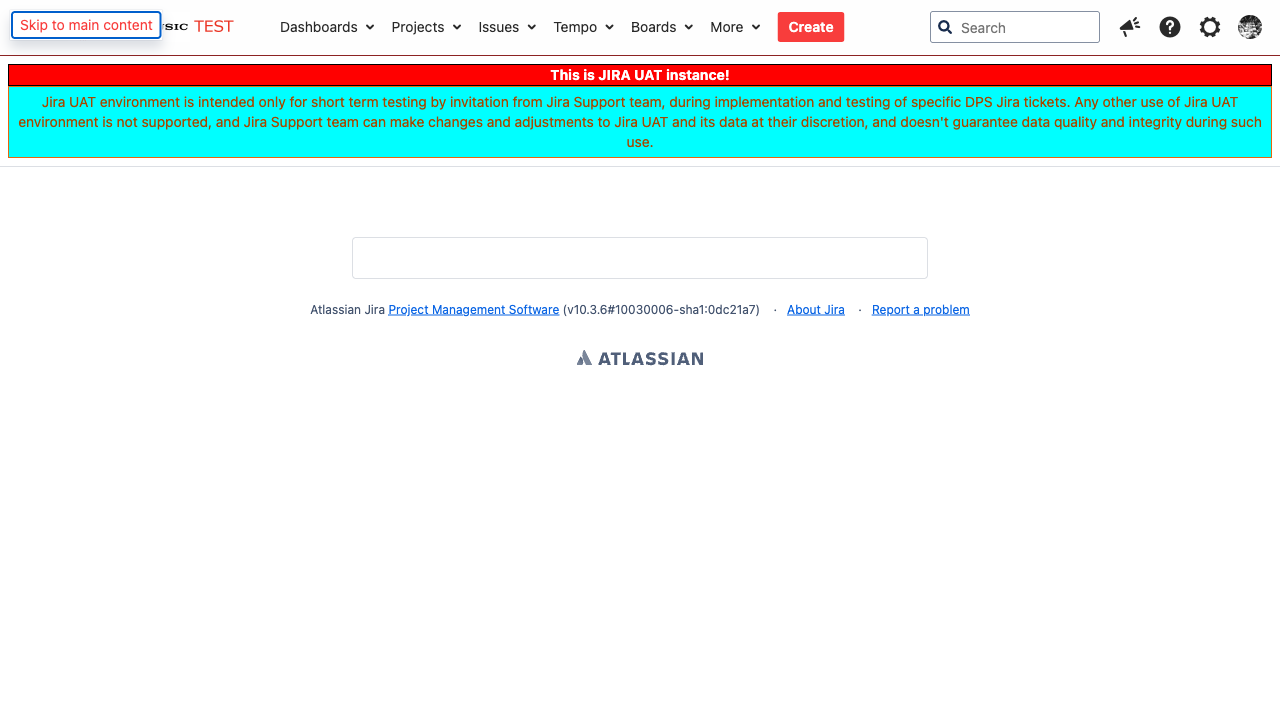 Skip to main content
TEST
Dashboards Projects Issues Tempo Boards More Create Search
This is JIRA UAT instance!
Jira UAT environment is intended only for short term testing by invitation from Jira Support team, during implementation and testing of specific DPS Jira tickets. Any other use of Jira UAT
environment is not supported, and Jira Support team can make changes and adjustments to Jira UAT and its data at their discretion, and doesn't guarantee data quality and integrity during such
use.
Atlassian Jira Project Management Software (v10.3.6#10030006-sha1:0dc21a7) · About Jira · Report a problem
ATLASSIAN